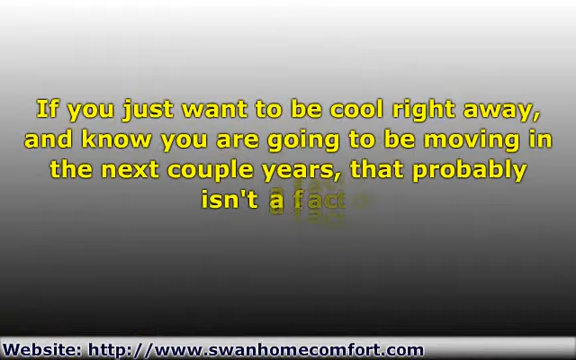 If you just want to be cool right away,
and know you are going to be moving in
the next couple years, that probably
isn't a fact
Website: http://www.swanhomecomfort.com